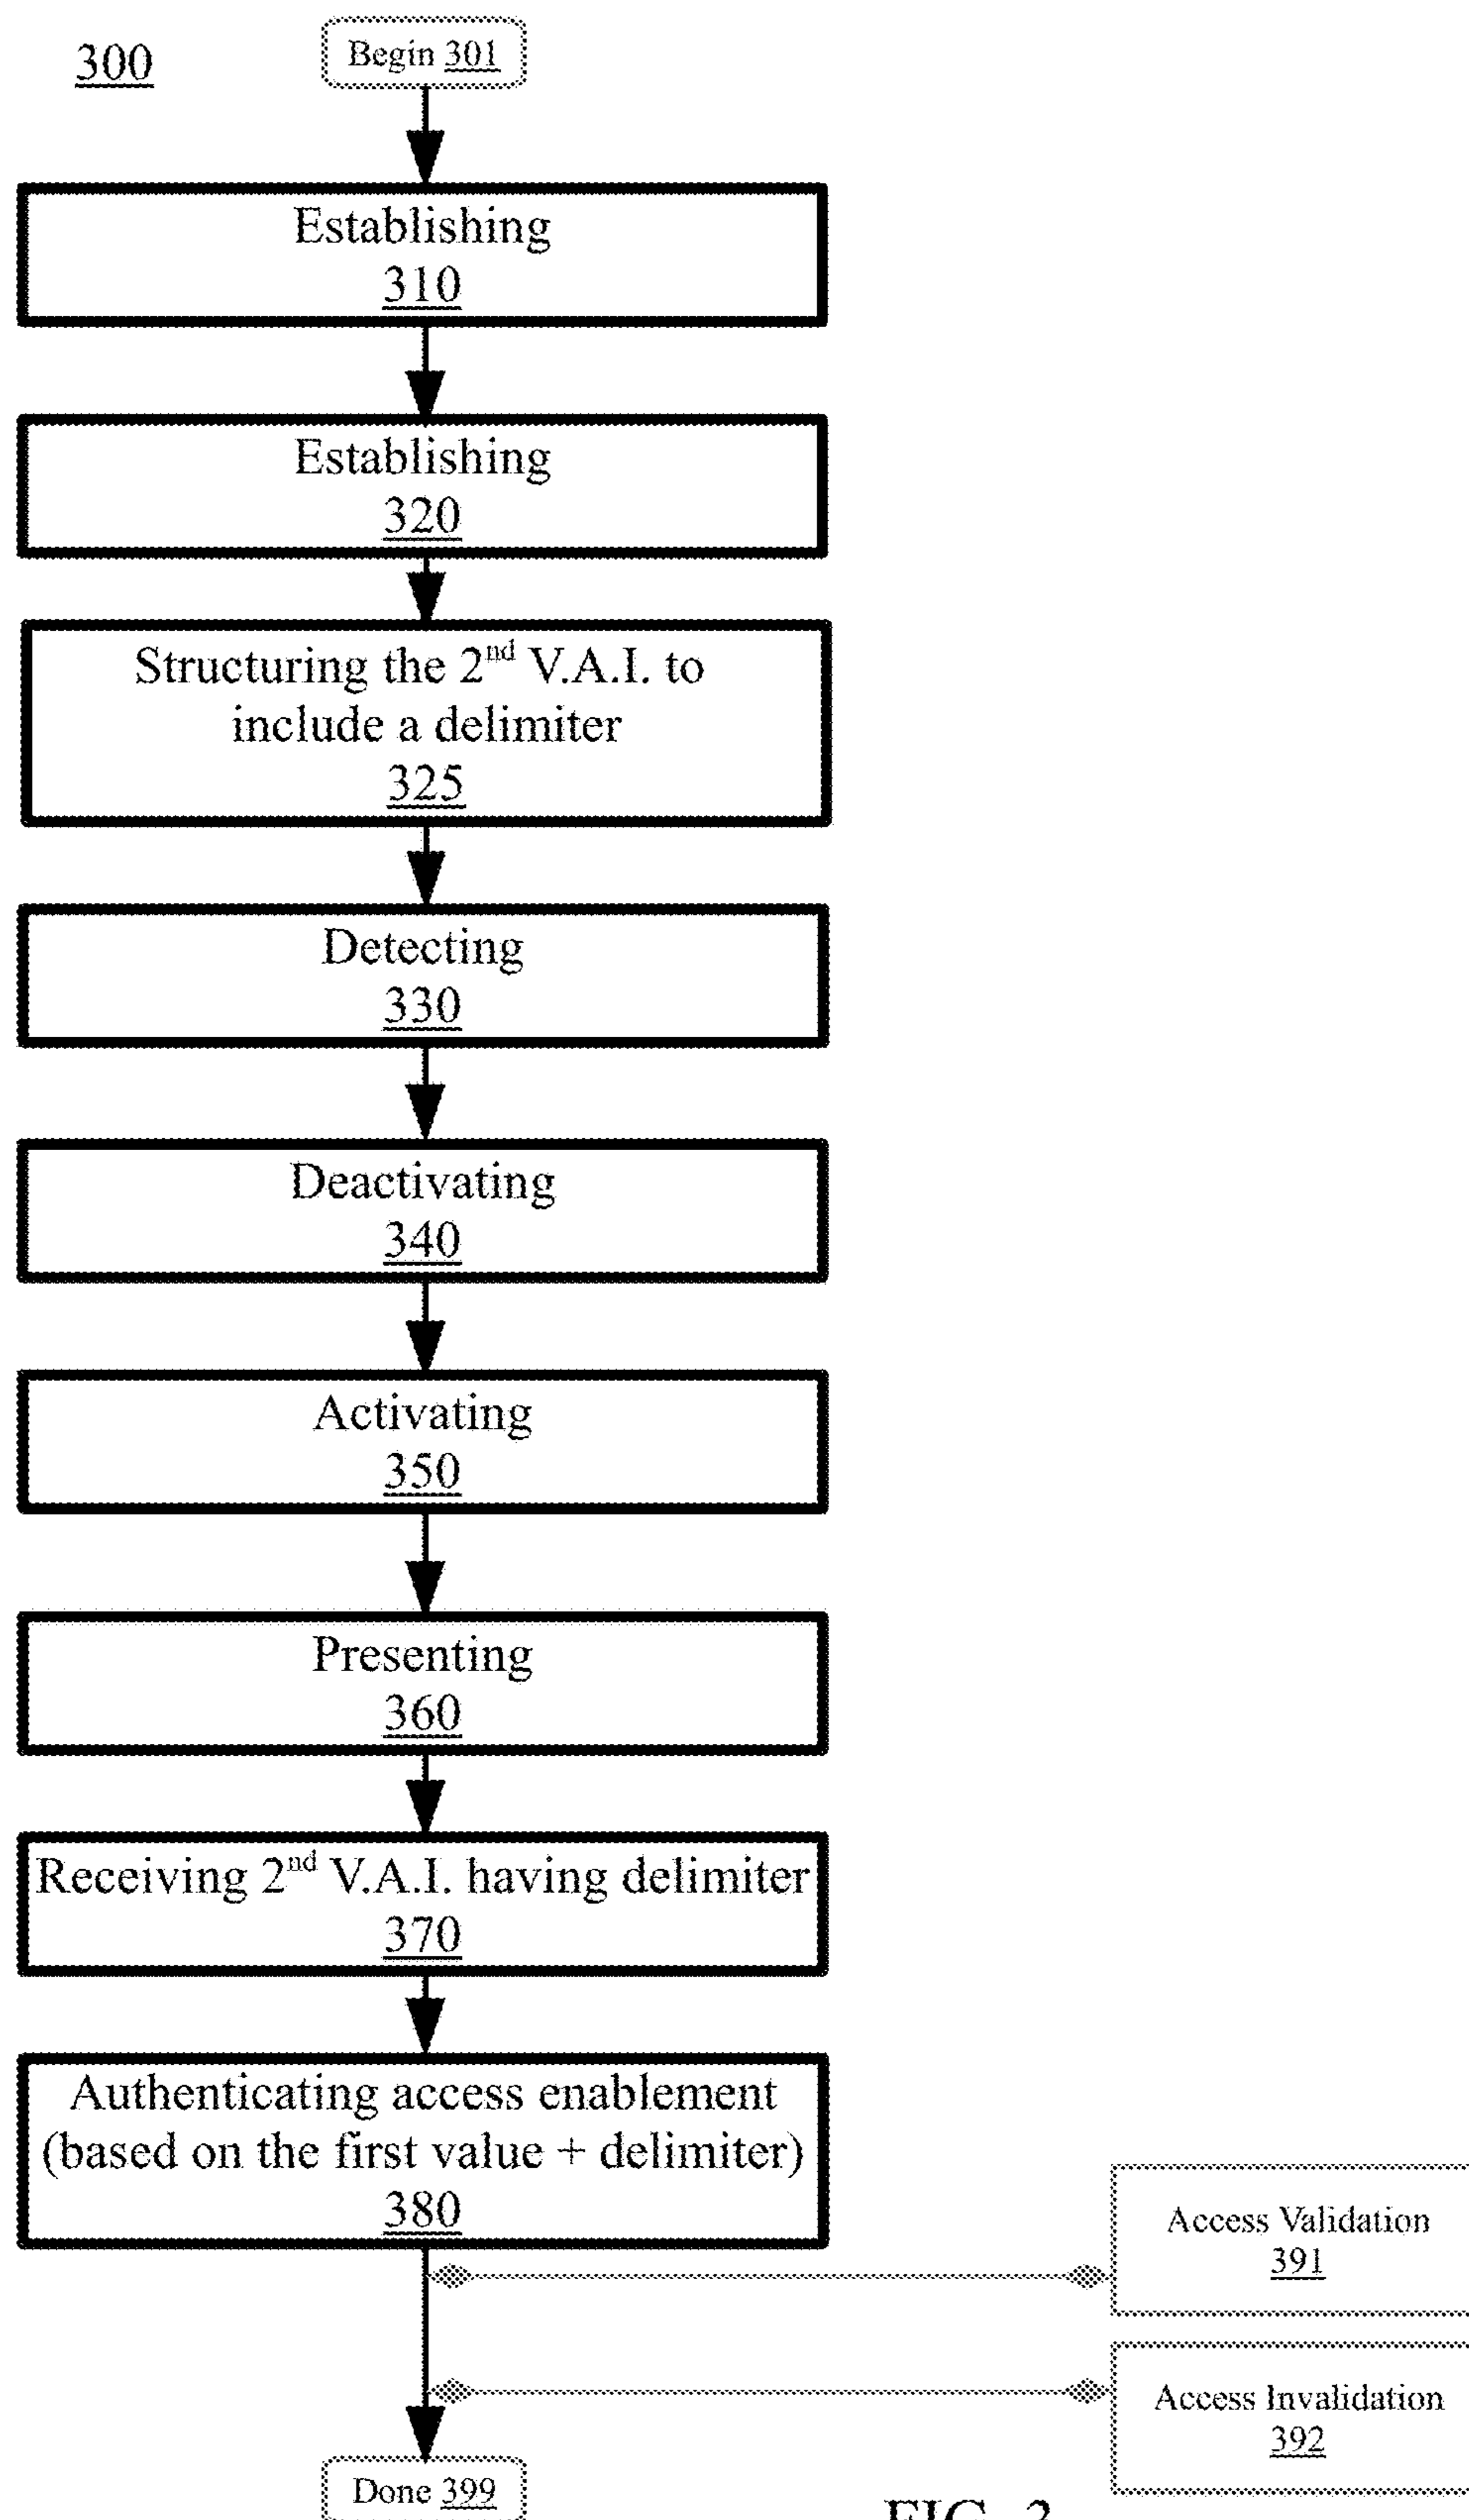 300
Begin 301
Establishing
310
Establishing
320
Structuring the 2nd V.A.I. to
include a delimiter
325
Detecting
330
Deactivating
340
Activating
350
Presenting
360
Receiving 2nd V.A.I. having delimiter
370
Authenticating access enablement
(based on the first value + delimiter)
380
Access Validation
391
Access Invalidation
392
Done 399
FIG. 3